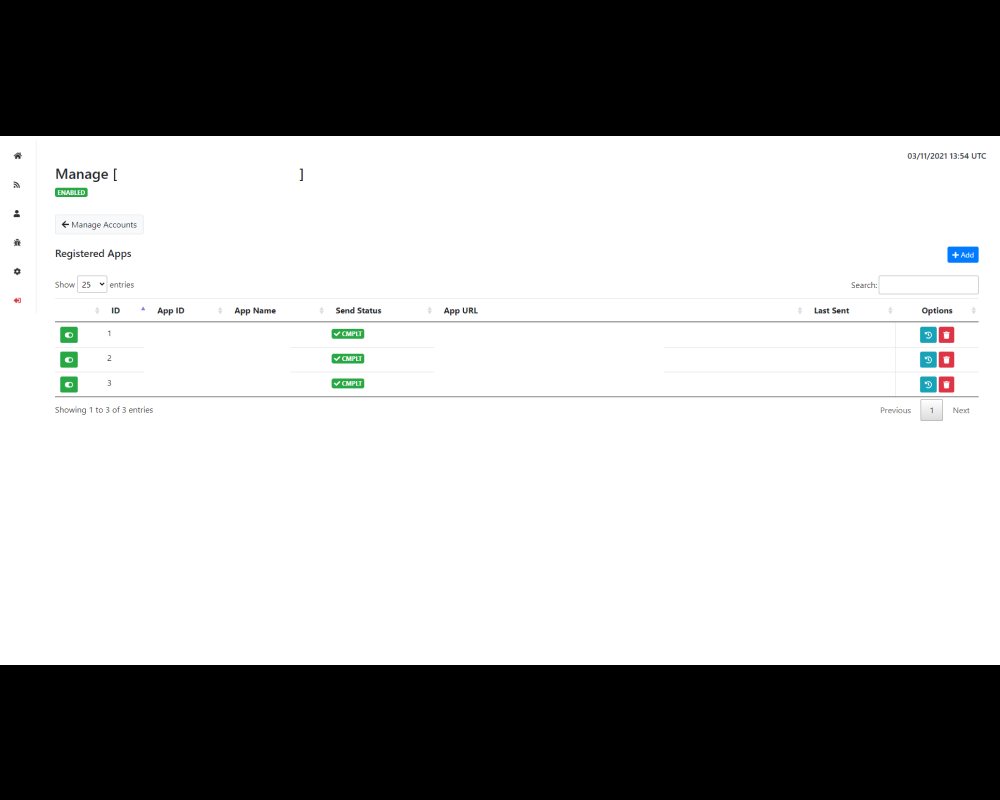 03/11/2021 13:54 UTC
Manage [ ]
ENABLED
Manage Accounts
Registered Apps
Add
Show 25 entries
Search:
ID App ID App Name Send Status App URL Last Sent Options
1 CMPLT
2 CMPLT
3 CMPLT
Showing 1 to 3 of 3 entries
Previous 1 Next